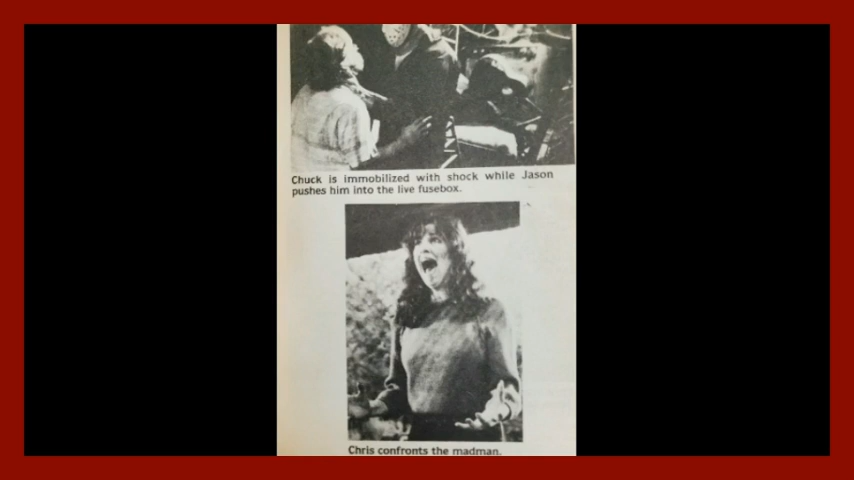 Chuck is immobilized with shock while Jason
pushes him into the live fusebox.
Chris confronts the madman.